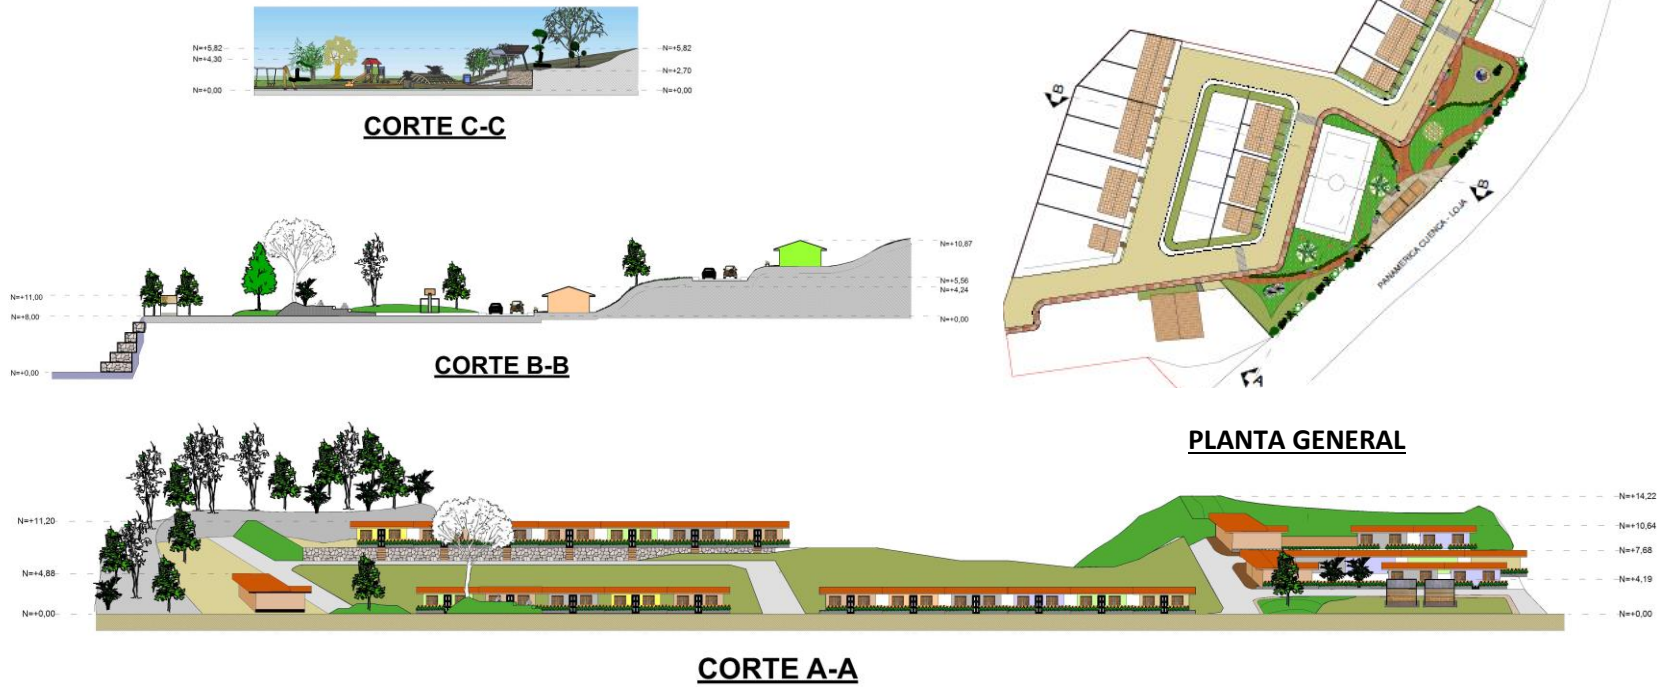 N=+5,82
N=+4,30
N=+0,00
N=+5,82
N=+2,70
N=+0,00
CORTE C-C
B
B
PANAMERICA CUENCA - LOJA
A
N=+11,00
N=+8,00
N=+0,00
N=+10,87
N=+5,56
N=+4,24
N=+0,00
CORTE B-B
PLANTA GENERAL
N=+11,20
N=+4,88
N=+0,00
N=+14,22
N=+10,64
N=+7,68
N=+4,19
N=+0,00
CORTE A-A